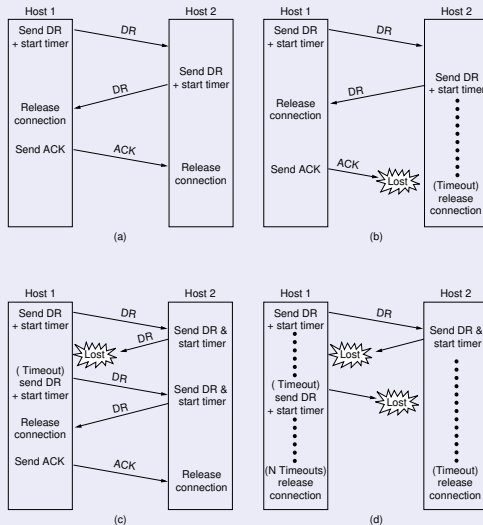 Host 1
Host 2
Send DR
+ start timer
DR
Send DR
+ start timer
DR
Release
connection
Send ACK
ACK
Release
connection
(a)
Host 1
Host 2
Send DR
+ start timer
DR
Send DR
+ start timer
DR
Release
connection
Send ACK
ACK
Lost
(Timeout)
release
connection
(b)
Host 1
Host 2
Send DR
+ start timer
DR
Send DR &
start timer
DR
Lost
( Timeout)
send DR
+ start timer
DR
Send DR &
start timer
DR
Release
connection
Send ACK
ACK
Release
connection
(c)
Host 1
Host 2
Send DR
+ start timer
DR
Send DR &
start timer
Lost
( Timeout)
send DR
+ start timer
Lost
(N Timeouts)
release
connection
(Timeout)
release
connection
(d)